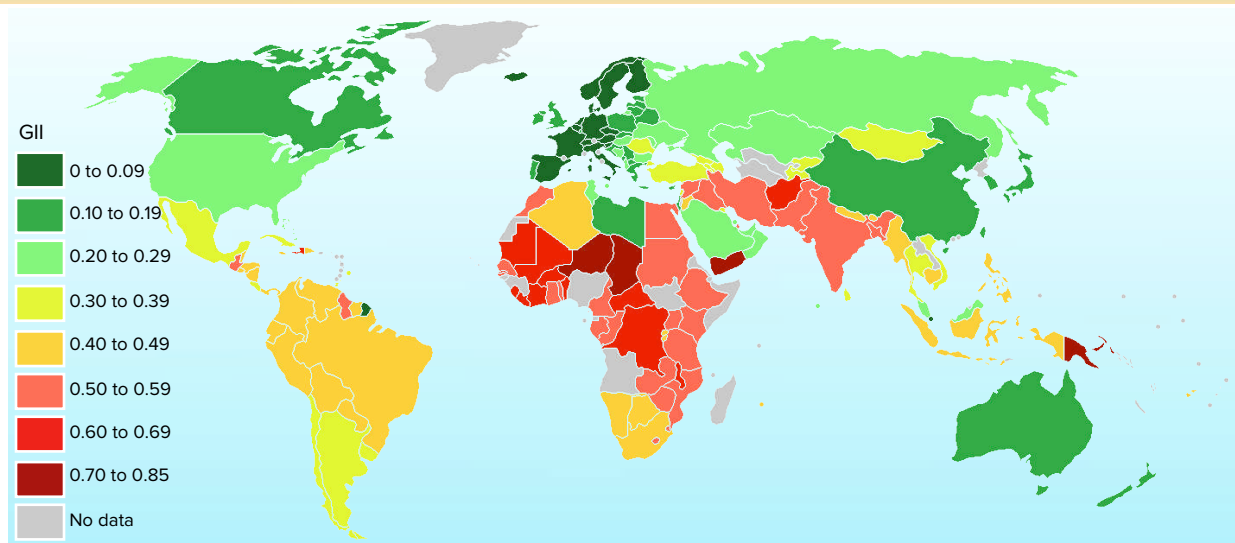 GII
0 to 0.09
0.10 to 0.19
0.20 to 0.29
0.30 to 0.39
0.40 to 0.49
0.50 to 0.59
0.60 to 0.69
0.70 to 0.85
No data